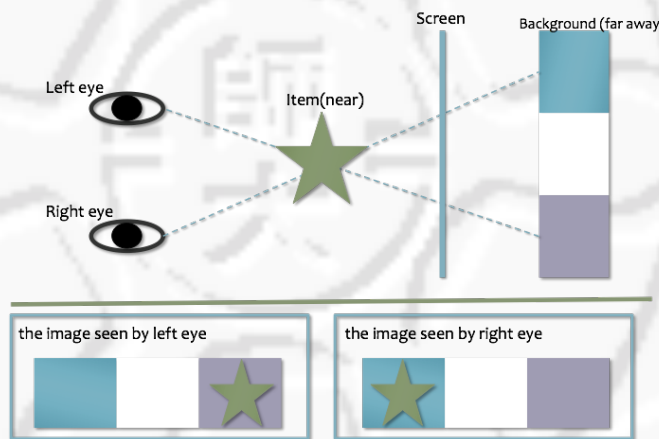 Screen
Background (far away
Left eye
Item(near)
Right eye
the image seen by left eye
the image seen by right eye